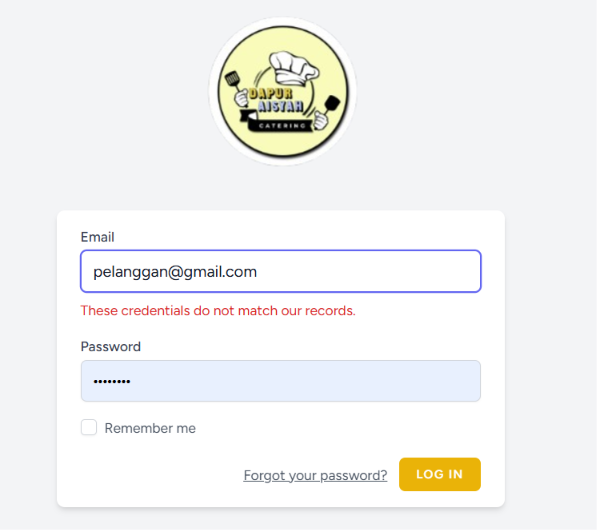 DAPUR
AISYAH
CATERING
Email
pelanggan@gmail.com
These credentials do not match our records.
Password
••••••••
Remember me
Forgot your password?
LOG IN